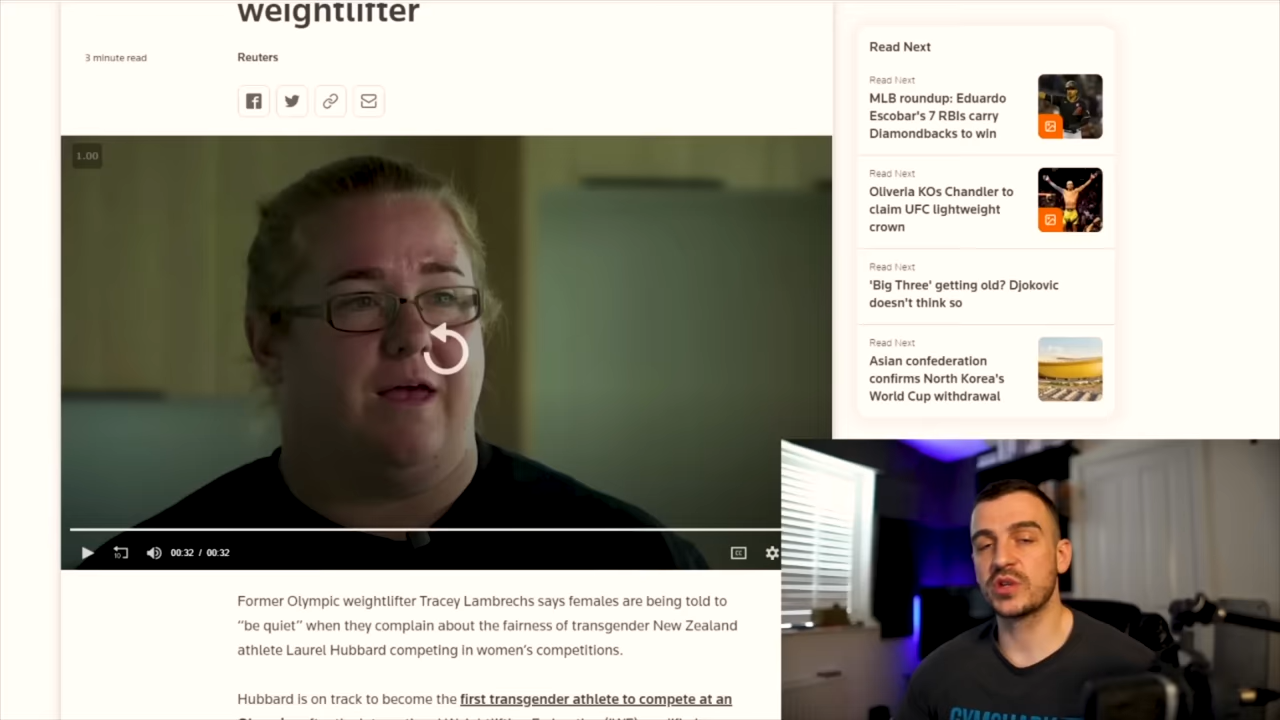 weightlifter
3 minute read
Reuters
1.00
10
00:32 / 00:32
CC
Former Olympic weightlifter Tracey Lambrechs says females are being told to
“be quiet” when they complain about the fairness of transgender New Zealand
athlete Laurel Hubbard competing in women’s competitions.
Hubbard is on track to become the first transgender athlete to compete at an
Read Next
Read Next
MLB roundup: Eduardo
Escobar's 7 RBIs carry
Diamondbacks to win
Read Next
Oliveria KOs Chandler to
claim UFC lightweight
crown
Read Next
'Big Three' getting old? Djokovic
doesn't think so
Read Next
Asian confederation
confirms North Korea's
World Cup withdrawal